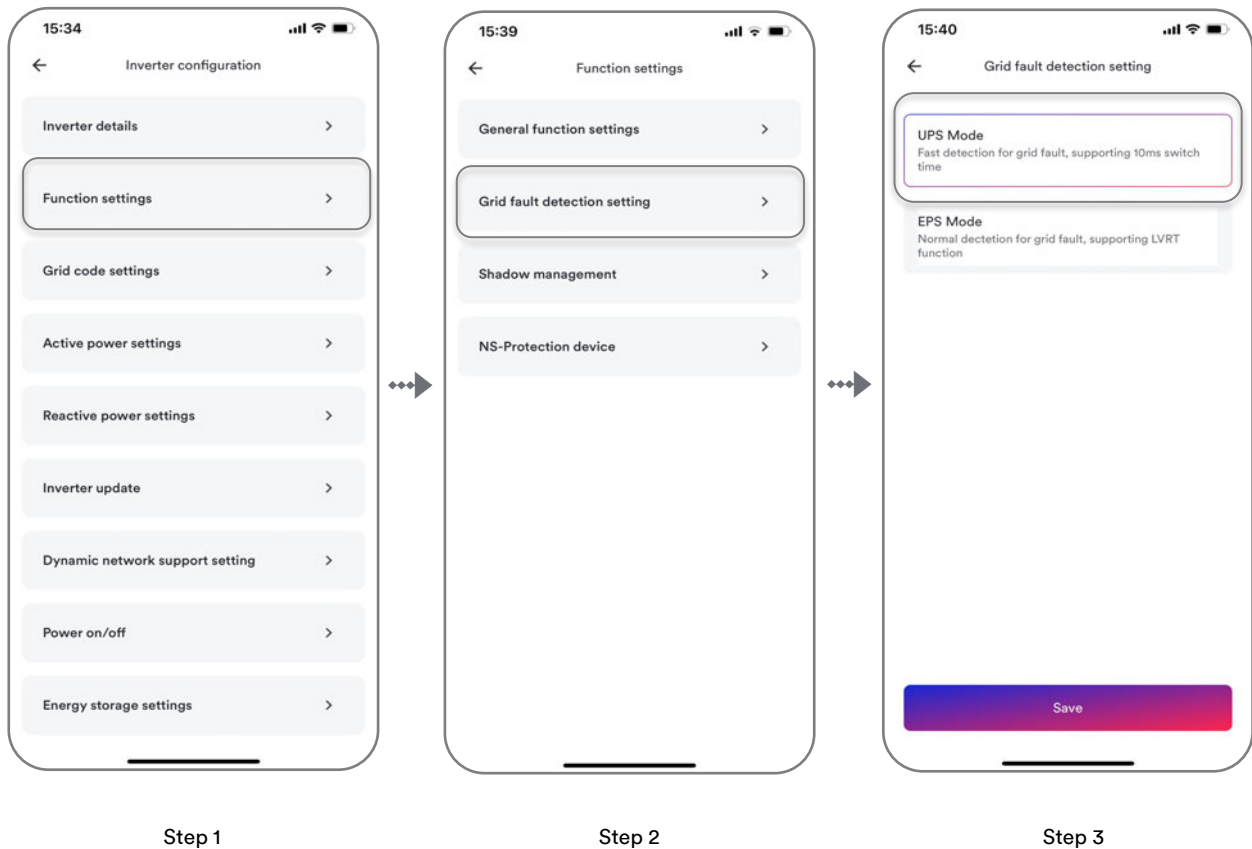 15:34
Inverter configuration
Inverter details
Function settings
Grid code settings
Active power settings
Reactive power settings
Inverter update
Dynamic network support setting
Power on/off
Energy storage settings
Step 1
15:39
Function settings
General function settings
Grid fault detection setting
Shadow management
NS-Protection device
Step 2
15:40
Grid fault detection setting
UPS Mode
Fast detection for grid fault, supporting 10ms switch
time
EPS Mode
Normal dectetion for grid fault, supporting LVRT
function
Save
Step 3